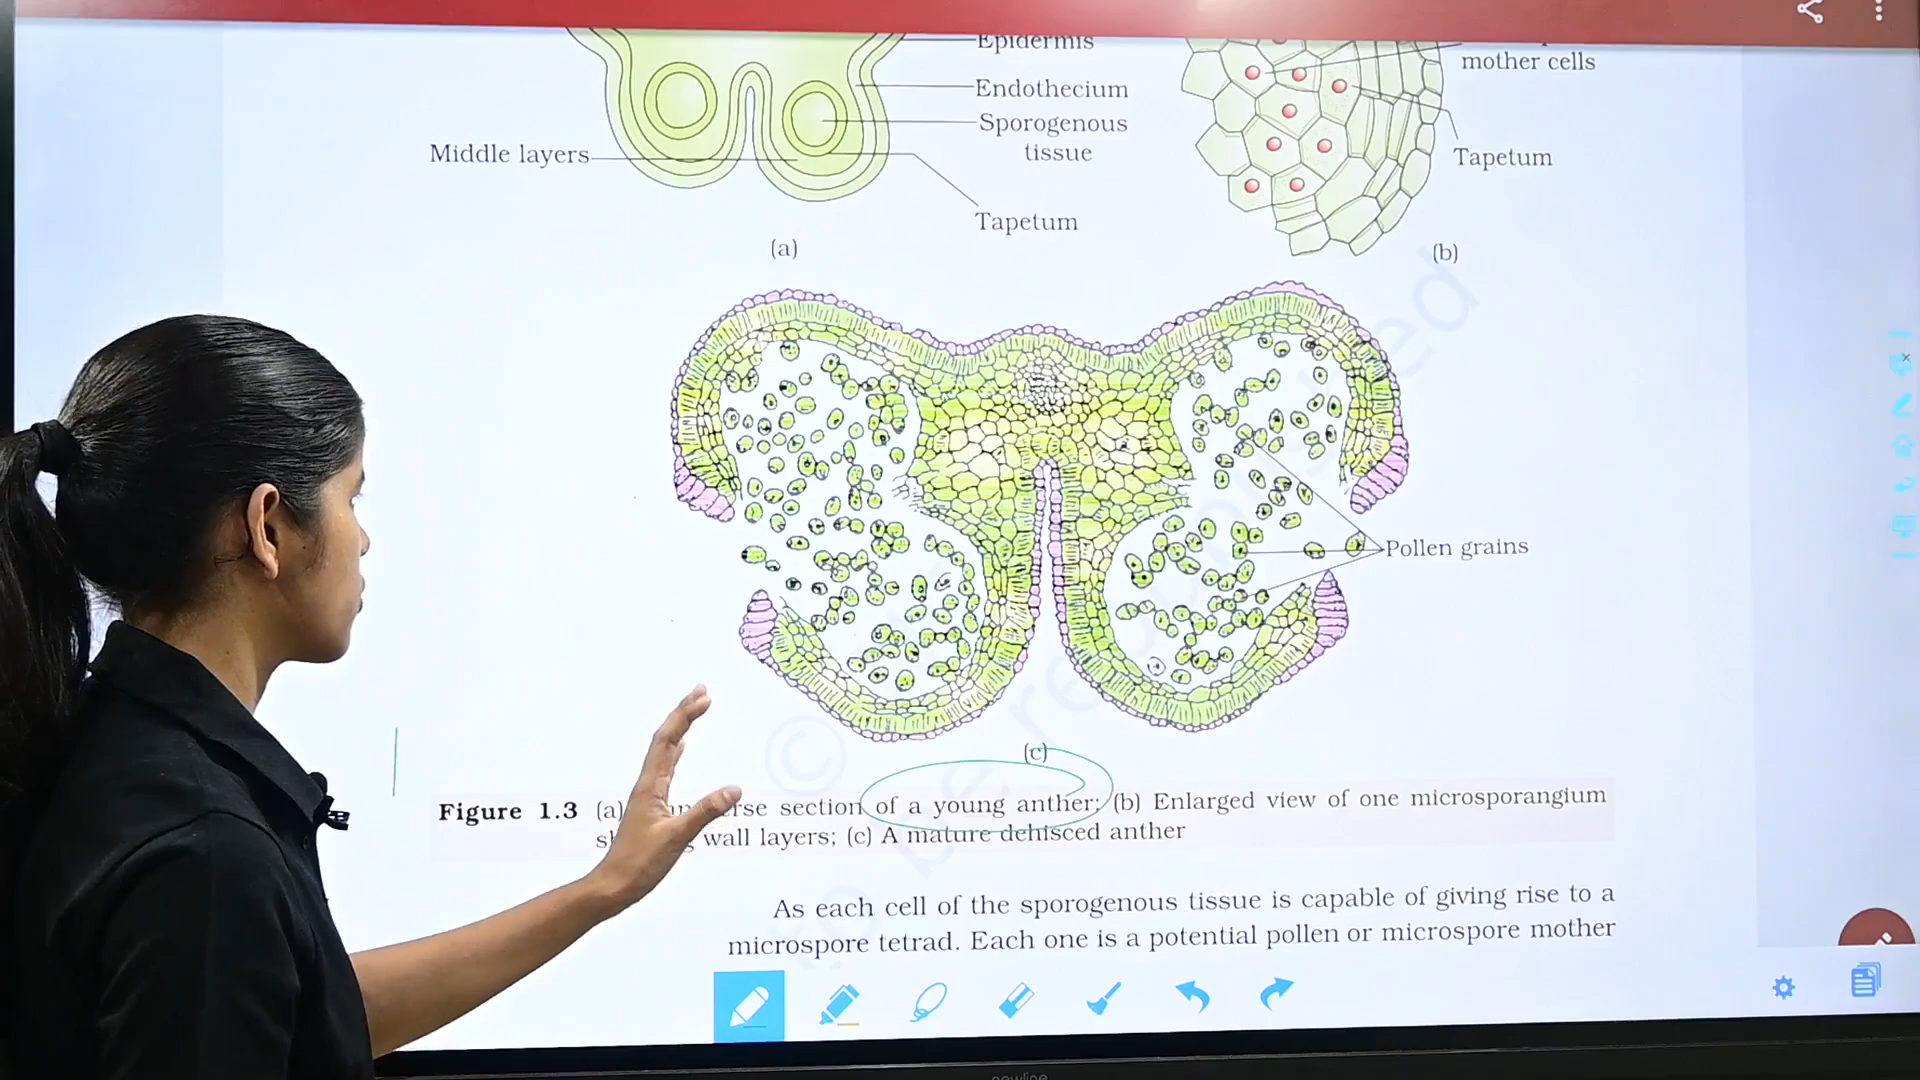 Epidermis
Endothecium
Sporogenous
tissue
Middle layers
Tapetum
(a)
mother cells
Tapetum
(b)
Pollen grains
(c)
Figure 1.3 (a) section of a young anther; (b) Enlarged view of one microsporangium
wall layers; (c) A mature dehisced anther
As each cell of the sporogenous tissue is capable of giving rise to a
microspore tetrad. Each one is a potential pollen or microspore mother
newline